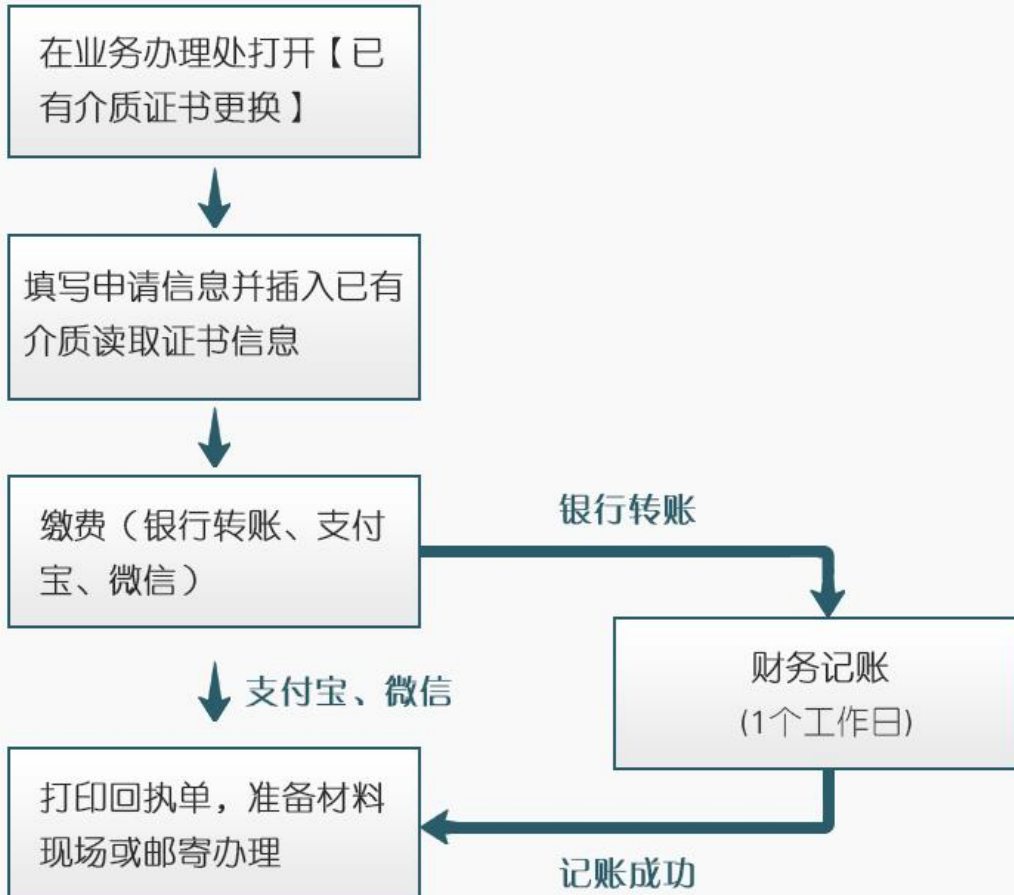 在业务办理处打开【已
有介质证书更换】
填写申请信息并插入已有
介质读取证书信息
缴费（银行转账、支付
宝、微信）
银行转账
财务记账
(1个工作日)
支付宝、微信
打印回执单，准备材料
现场或邮寄办理
记账成功